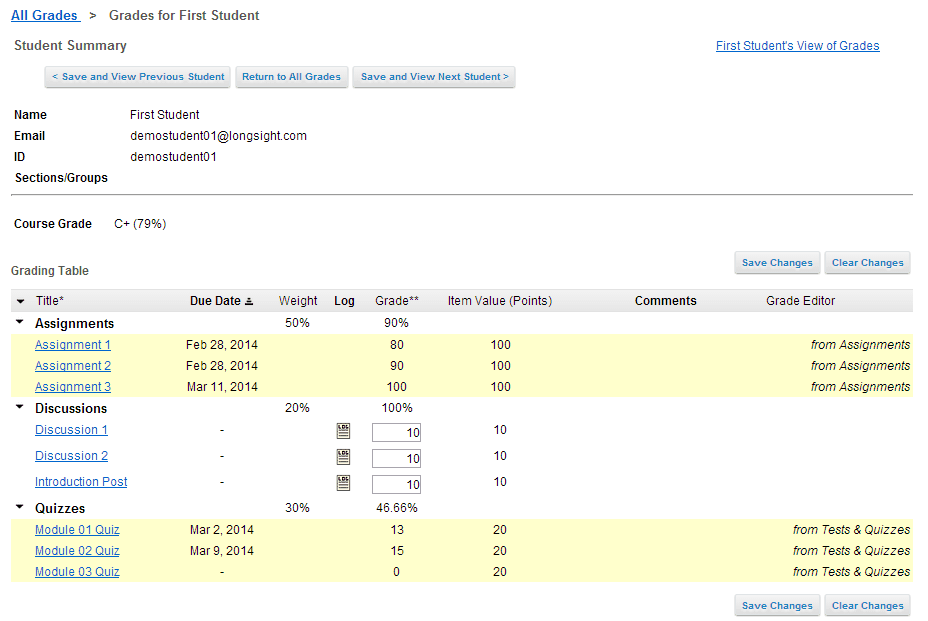 All Grades > Grades for First Student
Student Summary
First Student's View of Grades
< Save and View Previous Student Return to All Grades Save and View Next Student >
Name First Student
Email demostudent01@longsight.com
ID demostudent01
Sections/Groups
Course Grade C+ (79%)
Save Changes Clear Changes
Grading Table
Title* Due Date Weight Log Grade** Item Value (Points) Comments Grade Editor
Assignments 50% 90%
Assignment 1 Feb 28, 2014 80 100 from Assignments
Assignment 2 Feb 28, 2014 90 100 from Assignments
Assignment 3 Mar 11, 2014 100 100 from Assignments
Discussions 20% 100%
Discussion 1 - LOG 10 10
Discussion 2 - LOG 10 10
Introduction Post - LOG 10 10
Quizzes 30% 46.66%
Module 01 Quiz Mar 2, 2014 13 20 from Tests & Quizzes
Module 02 Quiz Mar 9, 2014 15 20 from Tests & Quizzes
Module 03 Quiz - 0 20 from Tests & Quizzes
Save Changes Clear Changes